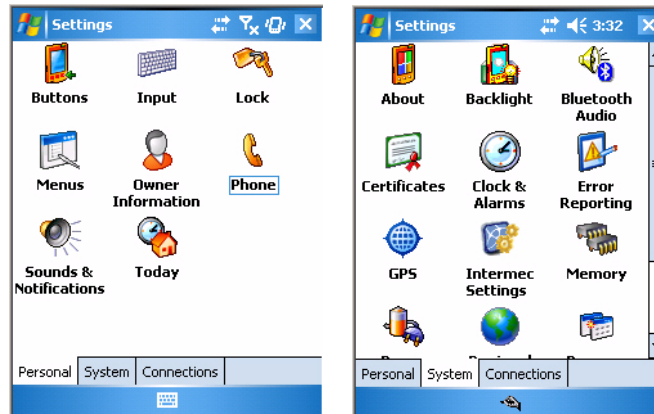 Settings
Buttons Input Lock
Menus Owner Information Phone
Sounds & Notifications Today
Personal System Connections
Settings 3:32
About Backlight Bluetooth Audio
Certificates Clock & Alarms Error Reporting
GPS Intermec Settings Memory
Personal System Connections